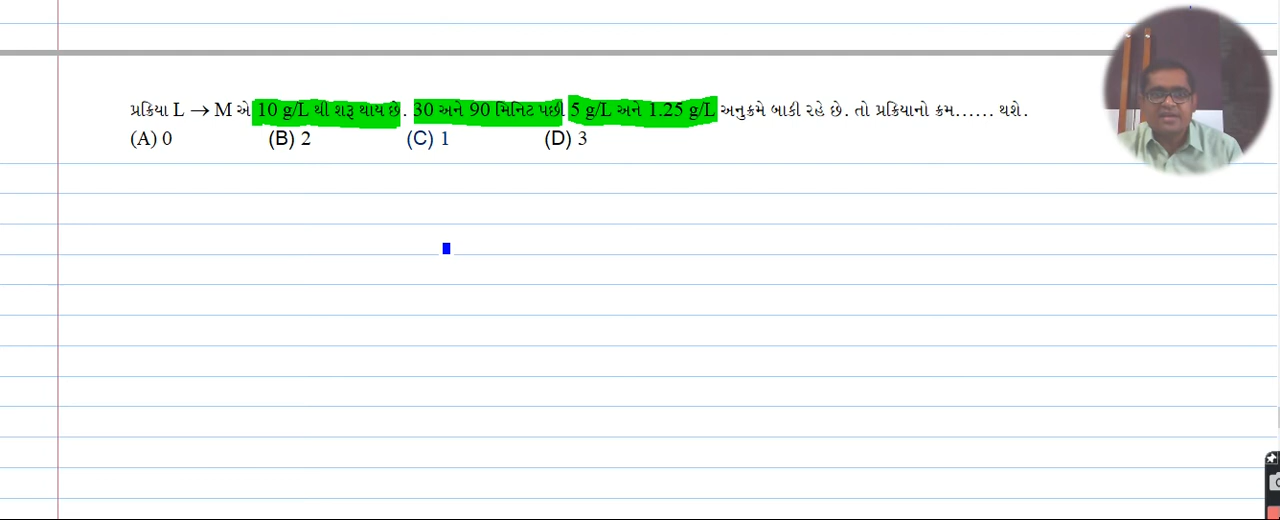 પ્રક્રિયા L → M એ 10 g/L થી શરૂ થાય છે. 30 અને 90 મિનિટ પછી 5 g/L અને 1.25 g/L અનુક્રમે બાકી રહે છે. તો પ્રક્રિયાનો ક્રમ...... થશે.
(A) 0 (B) 2 (C) 1 (D) 3